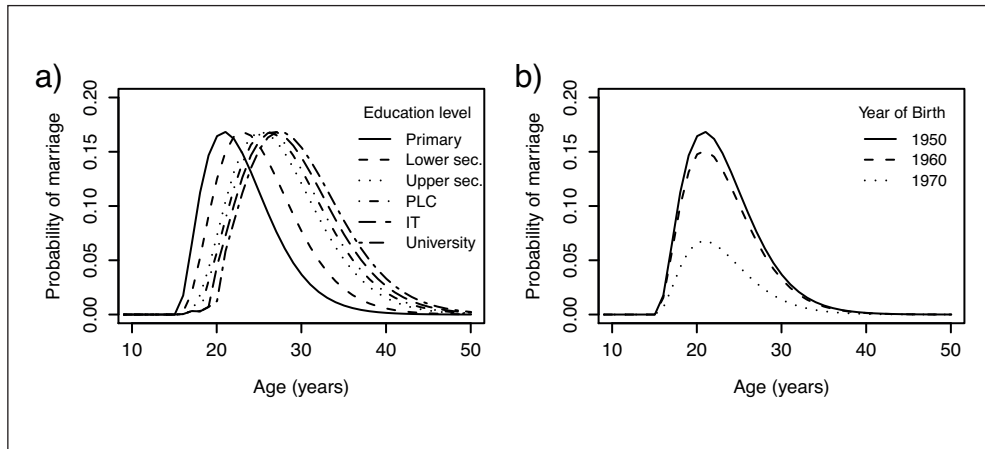 a)
Probability of marriage
0.00 0.05 0.10 0.15 0.20
Education level
Primary
Lower sec.
Upper sec.
PLC
IT
University
10 20 30 40 50
Age (years)
b)
Probability of marriage
0.00 0.05 0.10 0.15 0.20
Year of Birth
1950
1960
1970
10 20 30 40 50
Age (years)